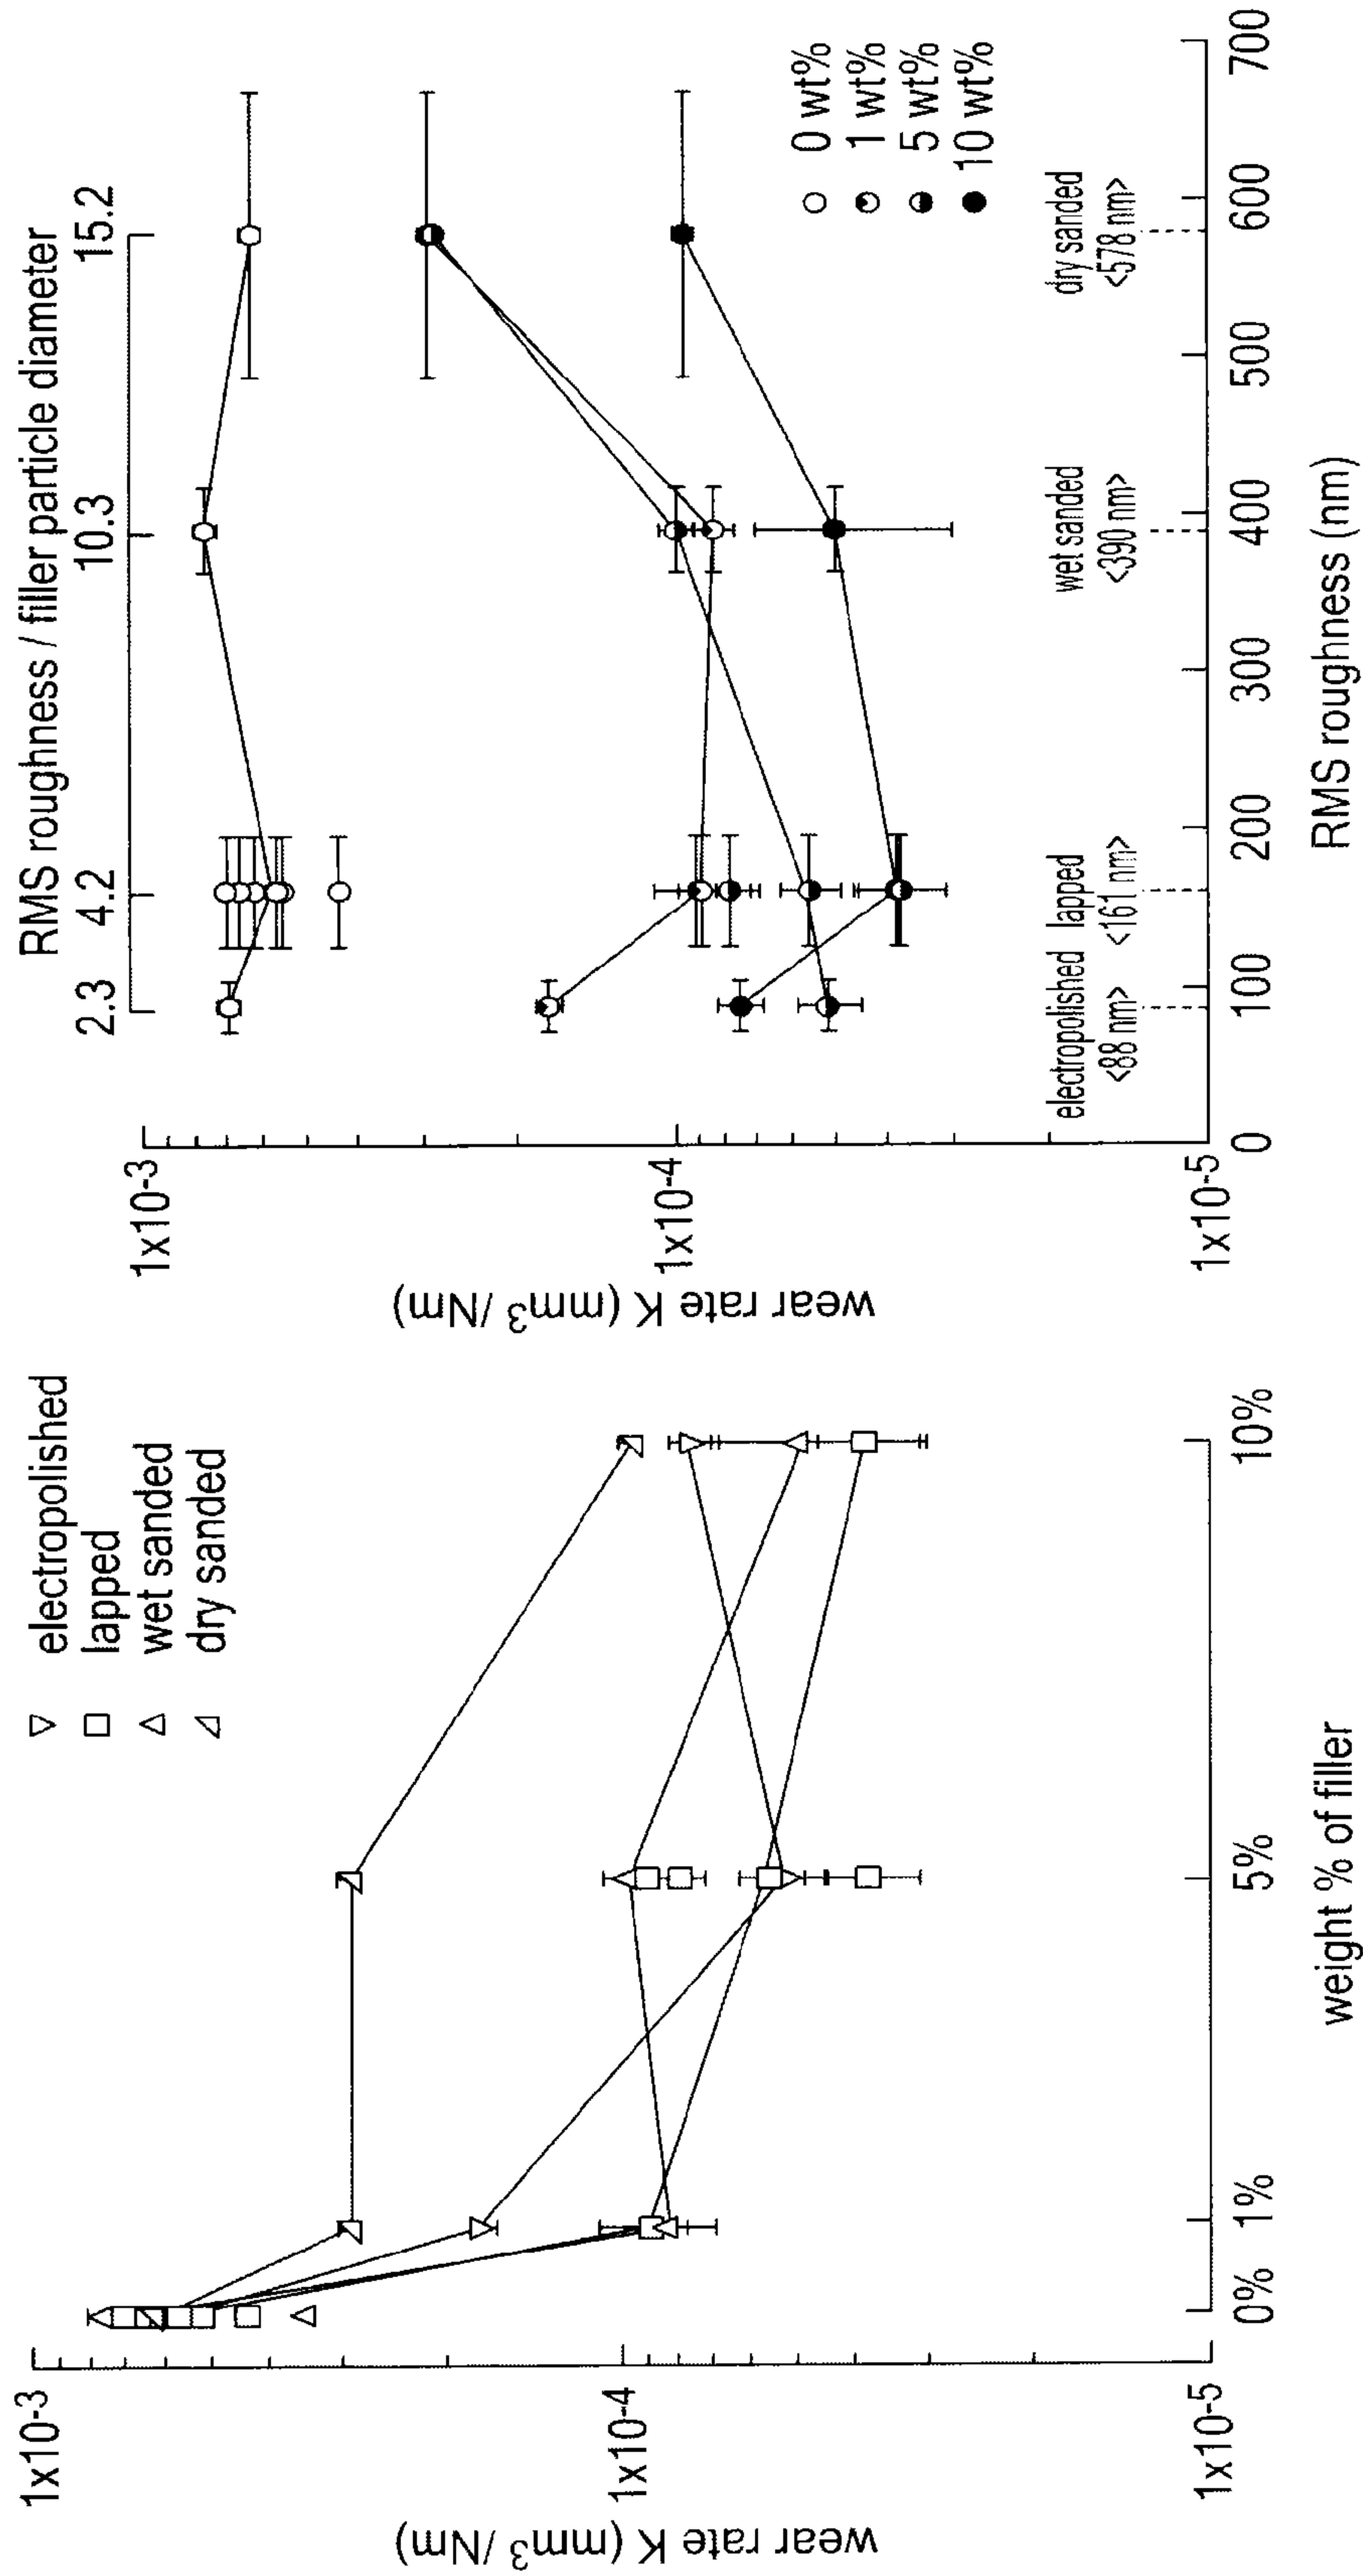 electropolished
lapped
wet sanded
dry sanded
1x10-3
1x10-4
1x10-5
wear rate K (mm3/Nm)
0%
1%
5%
10%
weight % of filler
RMS roughness / filler particle diameter
2.3
4.2
10.3
15.2
1x10-3
1x10-4
1x10-5
wear rate K (mm3/Nm)
0 wt%
1 wt%
5 wt%
10 wt%
electropolished
<88 nm>
lapped
<161 nm>
wet sanded
<390 nm>
dry sanded
<578 nm>
0
100
200
300
400
500
600
700
RMS roughness (nm)